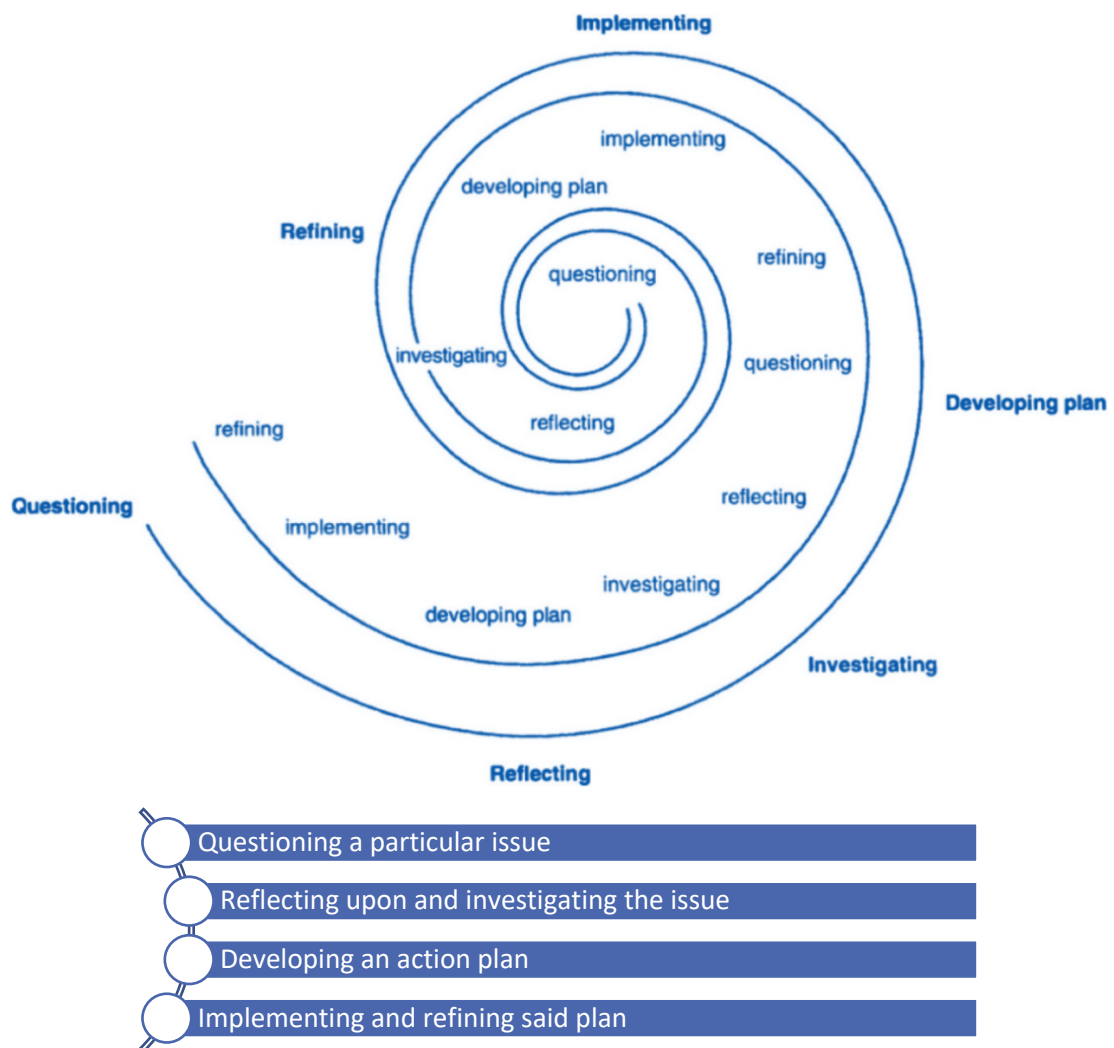 Implementing
implementing
developing plan
Refining
refining
questioning
investigating
questioning
Developing plan
reflecting
refining
reflecting
Questioning
implementing
investigating
developing plan
Investigating
Reflecting
Questioning a particular issue
Reflecting upon and investigating the issue
Developing an action plan
Implementing and refining said plan